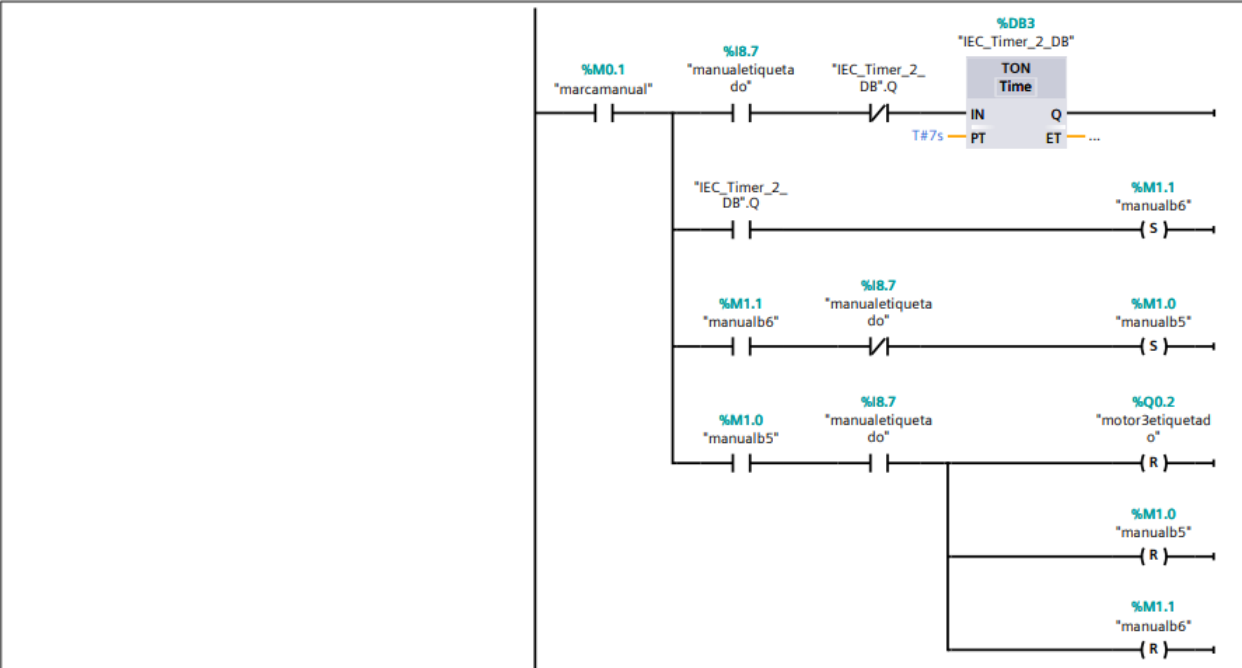 %DB3
"IEC_Timer_2_DB"
%M0.1
"marcamanual"
%I8.7
"manualetiqueta
do"
"IEC_Timer_2_
DB".Q
TON
Time
IN
Q
T#7s
PT
ET
...
"IEC_Timer_2_
DB".Q
%M1.1
"manualb6"
S
%M1.1
"manualb6"
%I8.7
"manualetiqueta
do"
%M1.0
"manualb5"
S
%M1.0
"manualb5"
%I8.7
"manualetiqueta
do"
%Q0.2
"motor3etiquetad
o"
R
%M1.0
"manualb5"
R
%M1.1
"manualb6"
R